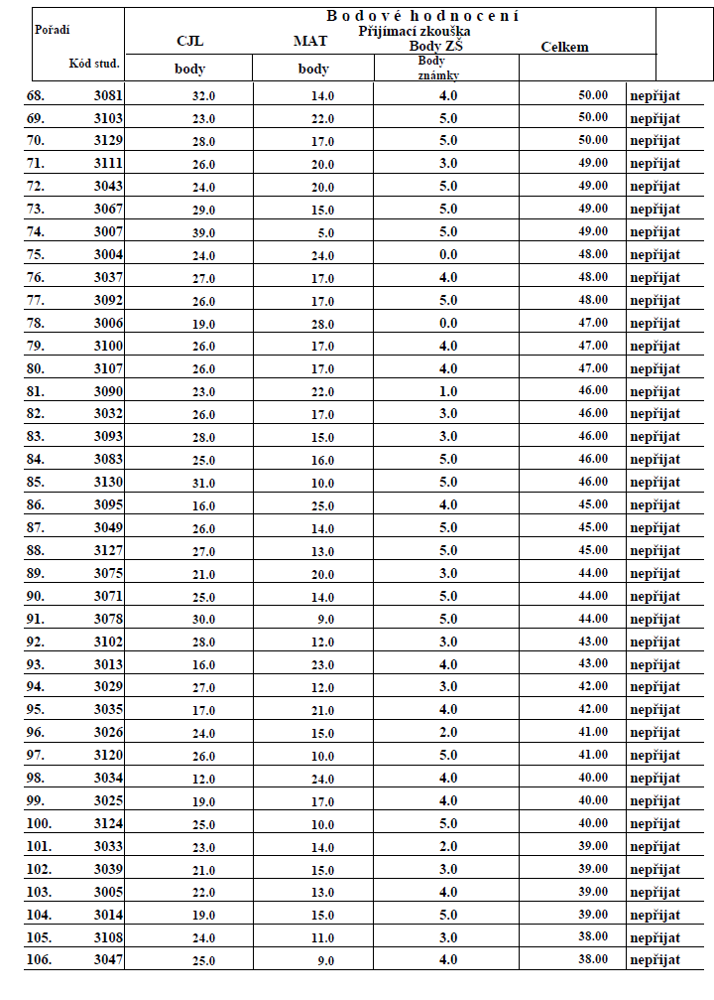 Bodové hodnocení
Pořadí Přijímací zkouška
CJL MAT Body ZŠ Celkem
Kód stud. body body Body známky
68. 3081 32.0 14.0 4.0 50.00 nepřijat
69. 3103 23.0 22.0 5.0 50.00 nepřijat
70. 3129 28.0 17.0 5.0 50.00 nepřijat
71. 3111 26.0 20.0 3.0 49.00 nepřijat
72. 3043 24.0 20.0 5.0 49.00 nepřijat
73. 3067 29.0 15.0 5.0 49.00 nepřijat
74. 3007 39.0 5.0 5.0 49.00 nepřijat
75. 3004 24.0 24.0 0.0 48.00 nepřijat
76. 3037 27.0 17.0 4.0 48.00 nepřijat
77. 3092 26.0 17.0 5.0 48.00 nepřijat
78. 3006 19.0 28.0 0.0 47.00 nepřijat
79. 3100 26.0 17.0 4.0 47.00 nepřijat
80. 3107 26.0 17.0 4.0 47.00 nepřijat
81. 3090 23.0 22.0 1.0 46.00 nepřijat
82. 3032 26.0 17.0 3.0 46.00 nepřijat
83. 3093 28.0 15.0 3.0 46.00 nepřijat
84. 3083 25.0 16.0 5.0 46.00 nepřijat
85. 3130 31.0 10.0 5.0 46.00 nepřijat
86. 3095 16.0 25.0 4.0 45.00 nepřijat
87. 3049 26.0 14.0 5.0 45.00 nepřijat
88. 3127 27.0 13.0 5.0 45.00 nepřijat
89. 3075 21.0 20.0 3.0 44.00 nepřijat
90. 3071 25.0 14.0 5.0 44.00 nepřijat
91. 3078 30.0 9.0 5.0 44.00 nepřijat
92. 3102 28.0 12.0 3.0 43.00 nepřijat
93. 3013 16.0 23.0 4.0 43.00 nepřijat
94. 3029 27.0 12.0 3.0 42.00 nepřijat
95. 3035 17.0 21.0 4.0 42.00 nepřijat
96. 3026 24.0 15.0 2.0 41.00 nepřijat
97. 3120 26.0 10.0 5.0 41.00 nepřijat
98. 3034 12.0 24.0 4.0 40.00 nepřijat
99. 3025 19.0 17.0 4.0 40.00 nepřijat
100. 3124 25.0 10.0 5.0 40.00 nepřijat
101. 3033 23.0 14.0 2.0 39.00 nepřijat
102. 3039 21.0 15.0 3.0 39.00 nepřijat
103. 3005 22.0 13.0 4.0 39.00 nepřijat
104. 3014 19.0 15.0 5.0 39.00 nepřijat
105. 3108 24.0 11.0 3.0 38.00 nepřijat
106. 3047 25.0 9.0 4.0 38.00 nepřijat